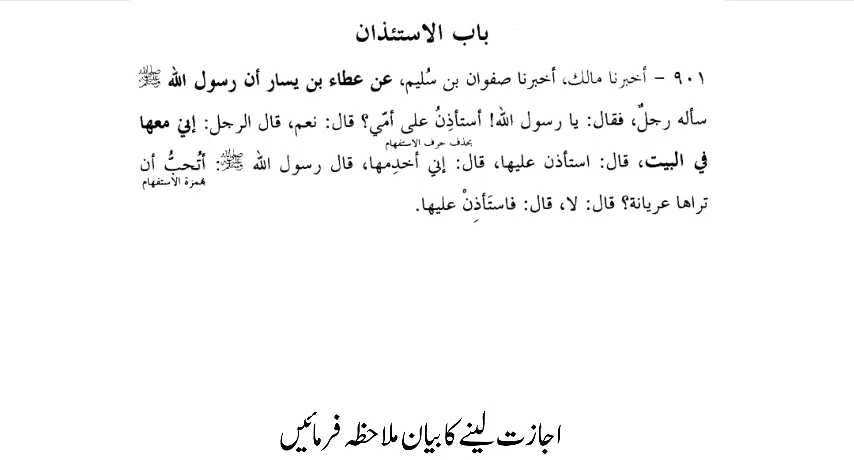 باب الاستئذان
٩٠١ - أخبرنا مالك، أخبرنا صفوان بن سُليم، عن عطاء بن يسار أن رسول الله ﷺ
سأله رجلٌ، فقال: يا رسول الله! أستأذِنُ على أمّي؟ قال: نعم، قال الرجل: إني معها
بحذف حرف الاستفهام
في البيت، قال: استأذن عليها، قال: إني أخدِمها، قال رسول الله ﷺ: أتُحبُّ أن
بهمزة الاستفهام
تراها عريانة؟ قال: لا، قال: فاستَأذِنْ عليها.
اجازت لینے کا بیان ملاحظہ فرمائیں